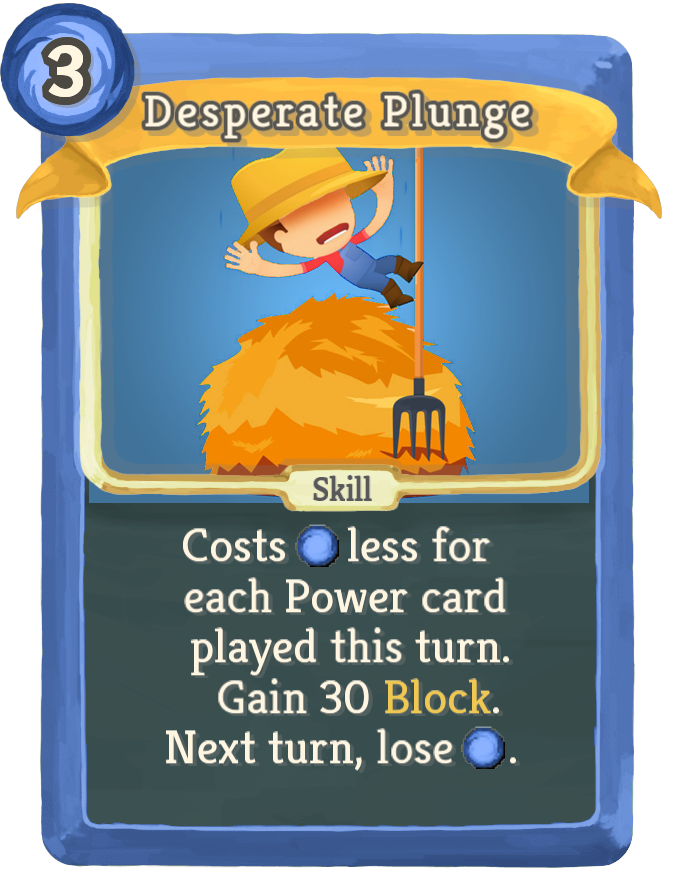 3
Desperate Plunge
Skill
Costs less for
each Power card
played this turn.
Gain 30 Block.
Next turn, lose .